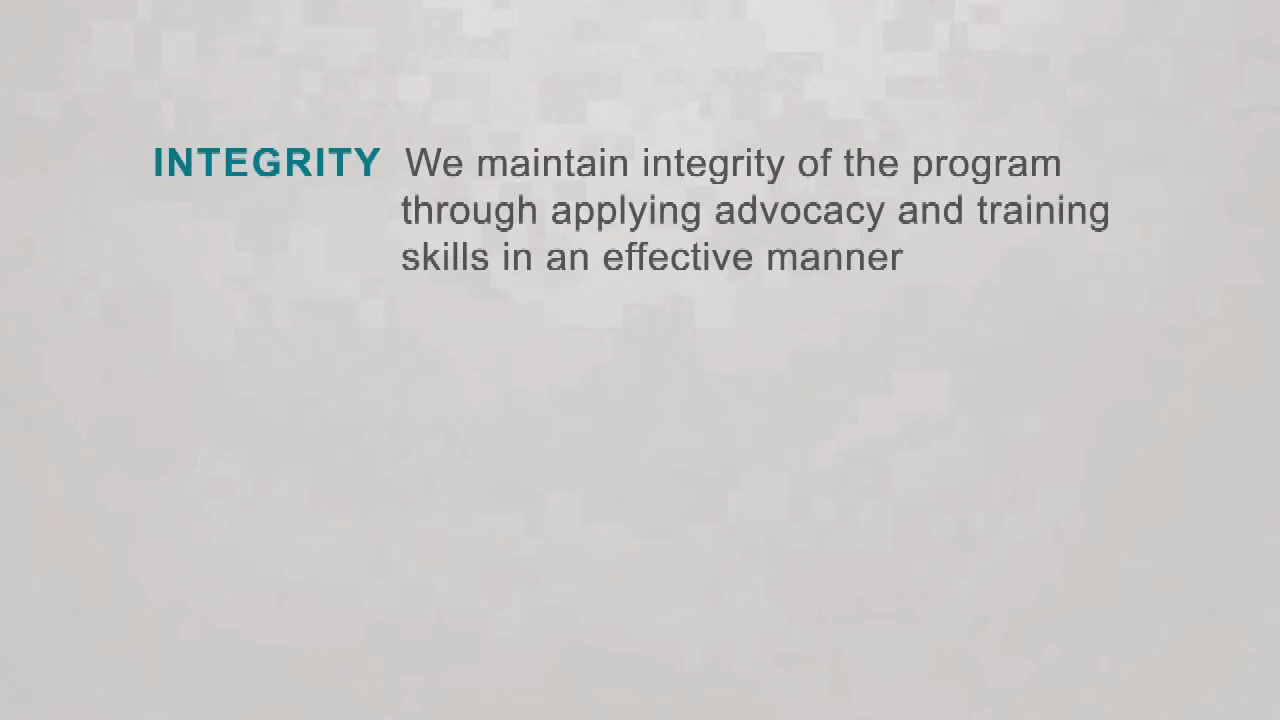 INTEGRITY We maintain integrity of the program
through applying advocacy and training
skills in an effective manner